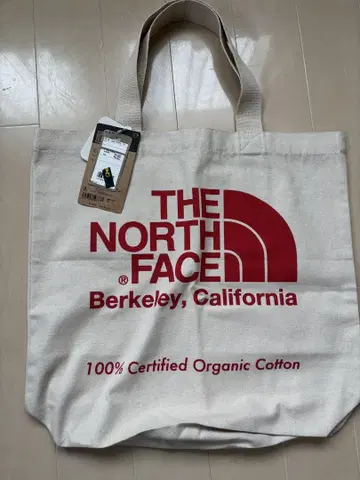 THE
NORTH
® FACE
Berkeley, California
100% Certified Organic Cotton